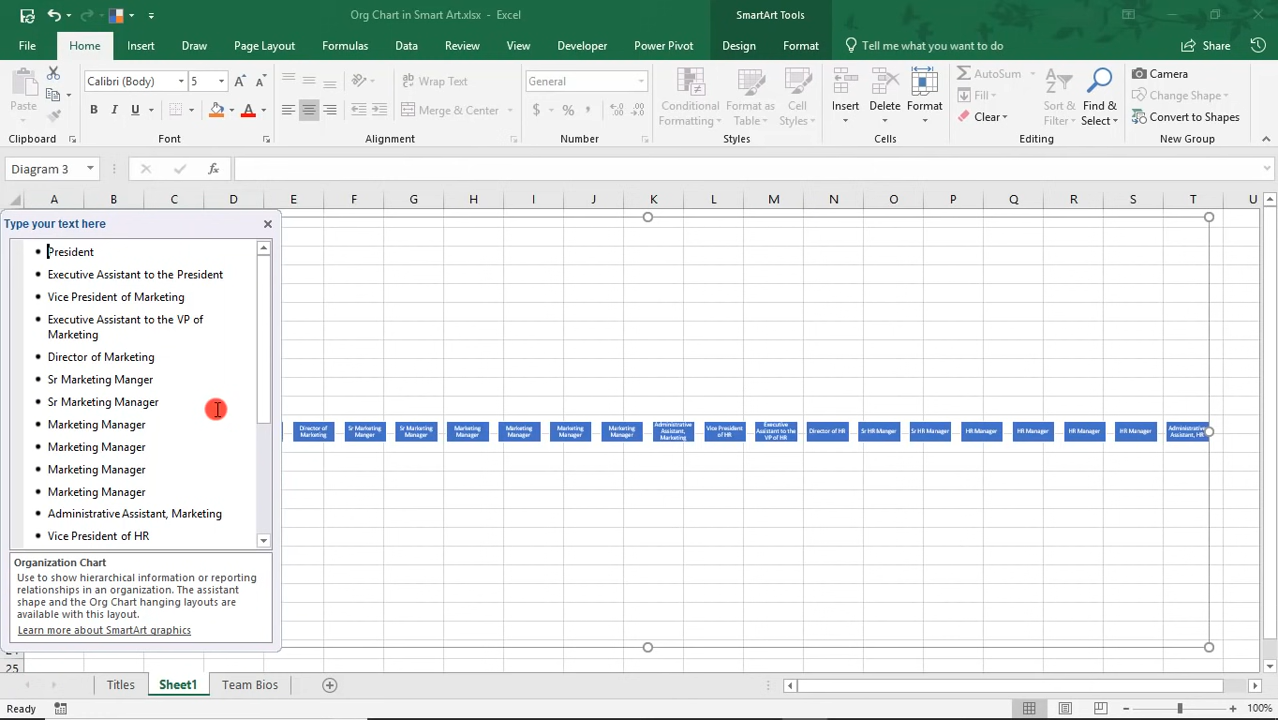 Org Chart in Smart Art.xlsx - Excel
SmartArt Tools
File Home Insert Draw Page Layout Formulas Data Review View Developer Power Pivot Design Format Tell me what you want to do Share
Paste
Calibri (Body) 5
B I U
Wrap Text
Merge & Center
General
$ %
Conditional Formatting
Format as Table
Cell Styles
Insert
Delete
Format
AutoSum
Fill
Clear
Sort & Filter
Find & Select
Camera
Change Shape
Convert to Shapes
Clipboard Font Alignment Number Styles Cells Editing New Group
Diagram 3
fx
A B C D E F G H I J K L M N O P Q R S T U
Type your text here
President
Executive Assistant to the President
Vice President of Marketing
Executive Assistant to the VP of
Marketing
Director of Marketing
Sr Marketing Manger
Sr Marketing Manager
Marketing Manager
Marketing Manager
Marketing Manager
Marketing Manager
Administrative Assistant, Marketing
Vice President of HR
Organization Chart
Use to show hierarchical information or reporting
relationships in an organization. The assistant
shape and the Org Chart hanging layouts are
available with this layout.
Learn more about SmartArt graphics
Director of Marketing
Sr Marketing Manger
Sr Marketing Manager
Marketing Manager
Marketing Manager
Marketing Manager
Marketing Manager
Administrative Assistant, Marketing
Vice President of HR
Executive Assistant to the VP of HR
Director of HR
Sr HR Manger
Sr HR Manger
HR Manager
HR Manager
HR Manager
HR Manager
Administrative Assistant, HR
25
Titles Sheet1 Team Bios
Ready
100%